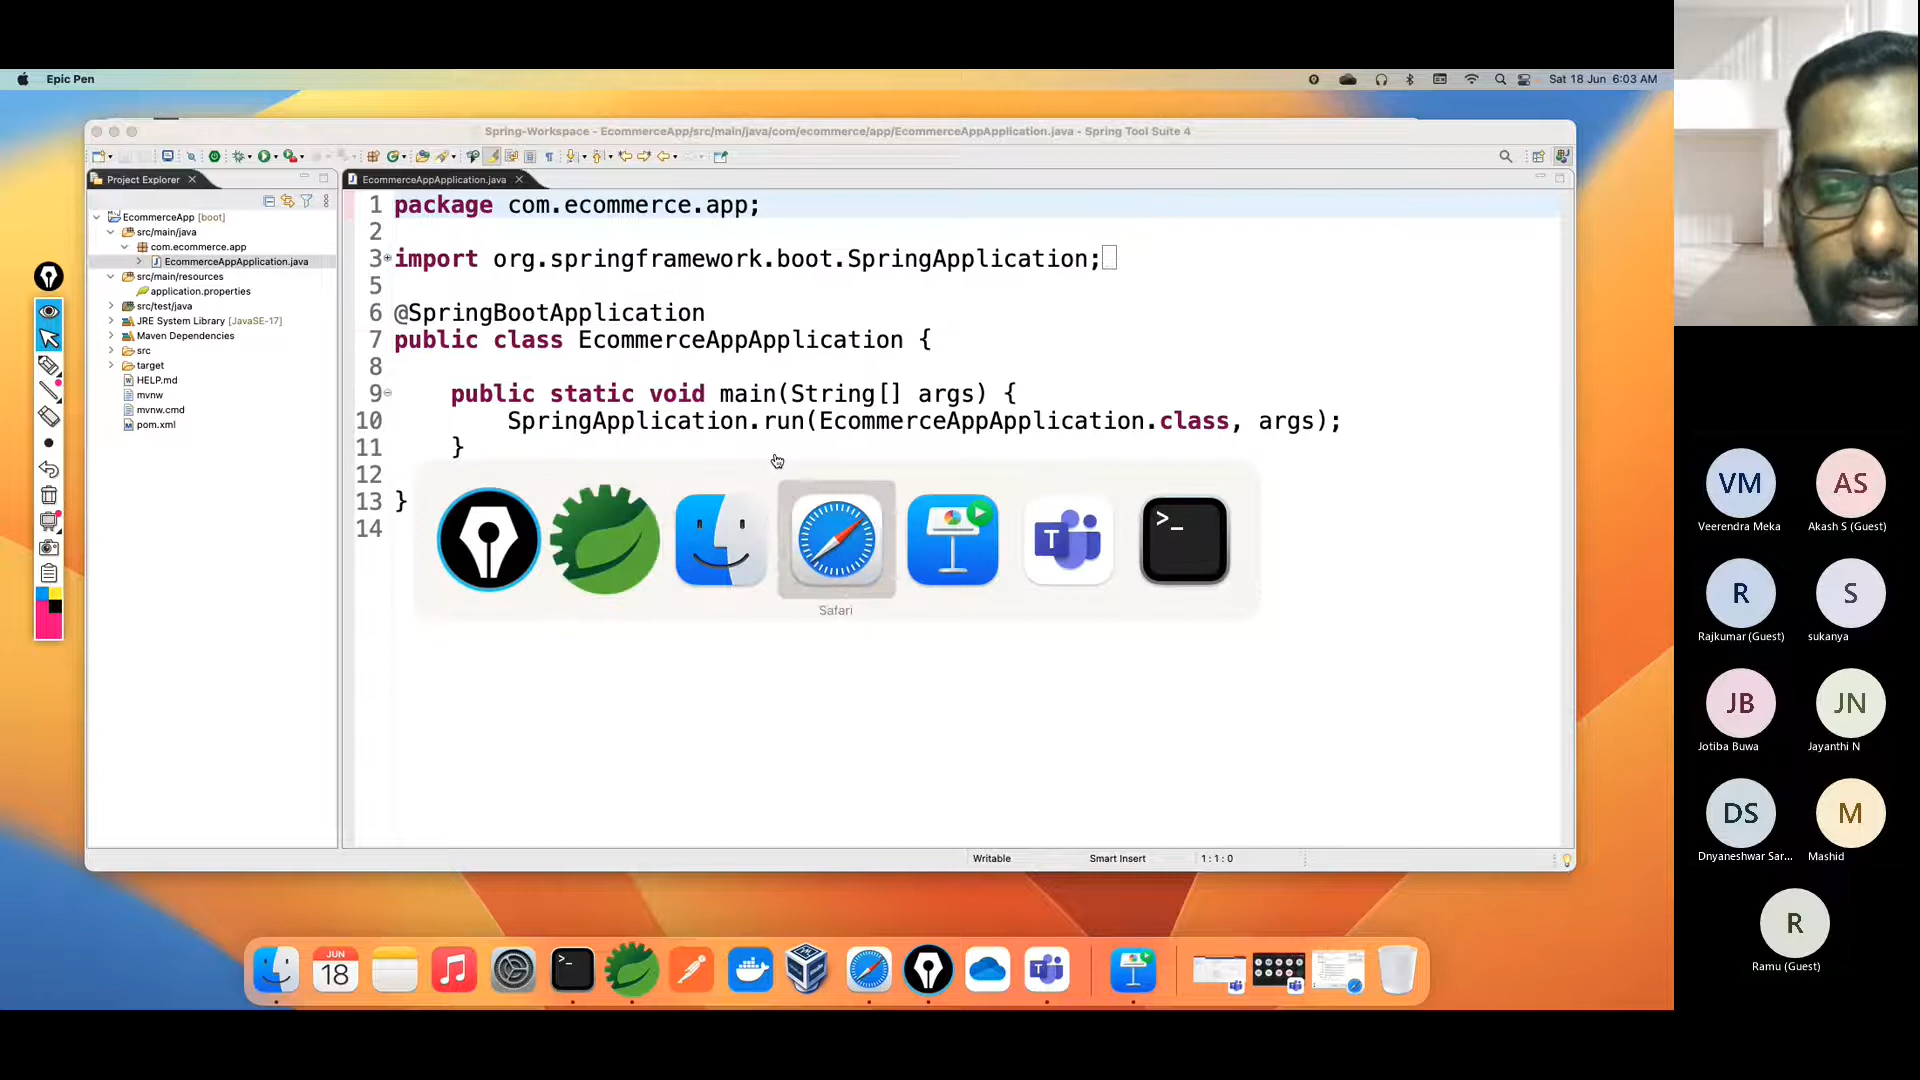 Epic Pen
Sat 18 Jun 6:03 AM
Spring-Workspace - EcommerceApp/src/main/java/com/ecommerce/app/EcommerceAppApplication.java - Spring Tool Suite 4
Project Explorer
EcommerceAppApplication.java
EcommerceApp [boot]
src/main/java
com.ecommerce.app
EcommerceAppApplication.java
src/main/resources
application.properties
src/test/java
JRE System Library [JavaSE-17]
Maven Dependencies
src
target
HELP.md
mvnw
mvnw.cmd
pom.xml
1 package com.ecommerce.app;
2
3 import org.springframework.boot.SpringApplication;
5
6 @SpringBootApplication
7 public class EcommerceAppApplication {
8
9 public static void main(String[] args) {
10 SpringApplication.run(EcommerceAppApplication.class, args);
11 }
12
13 }
14
T
>_
Safari
Writable
Smart Insert
1 : 1 : 0
JUN
18
>_
T
VM
Veerendra Meka
AS
Akash S (Guest)
R
Rajkumar (Guest)
S
sukanya
JB
Jotiba Buwa
JN
Jayanthi N
DS
Dnyaneshwar Sar...
M
Mashid
R
Ramu (Guest)